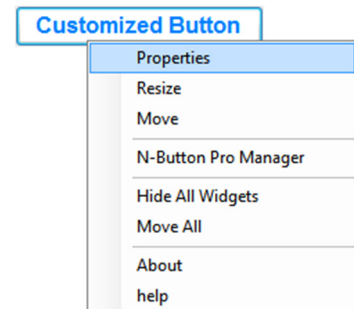 Customized Button
Properties
Resize
Move
N-Button Pro Manager
Hide All Widgets
Move All
About
help